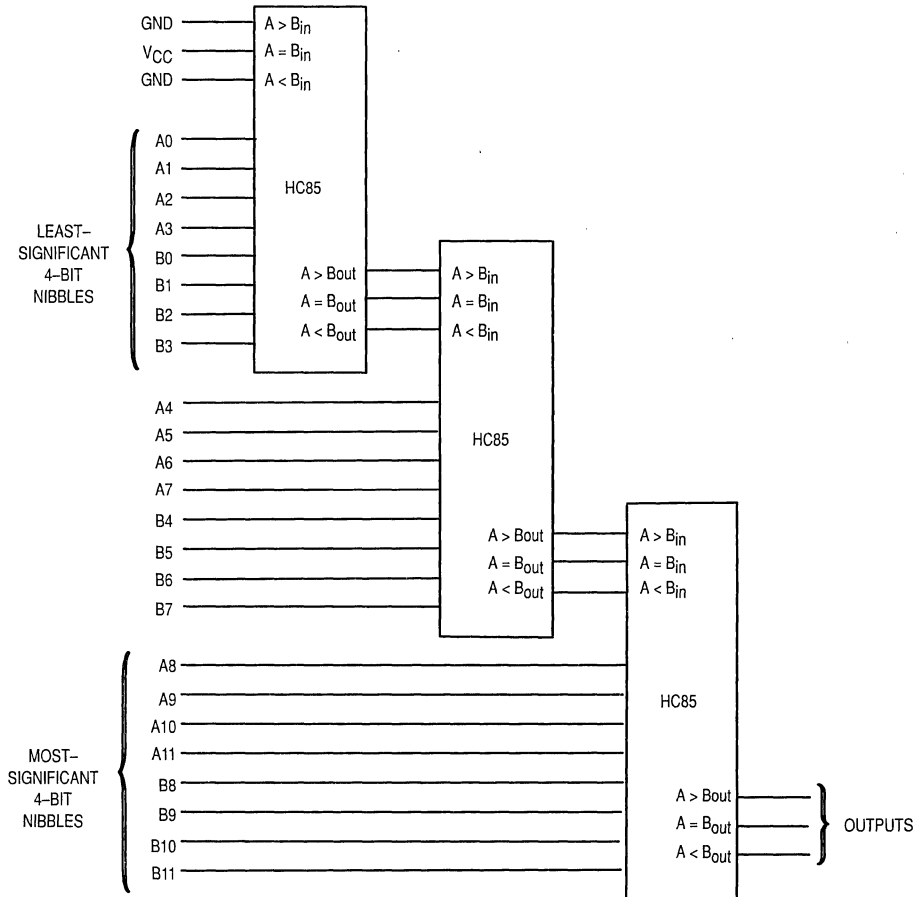 GND
A > Bin
VCC
A = Bin
GND
A < Bin
A0
A1
HC85
A2
A3
LEAST–
SIGNIFICANT
4–BIT
NIBBLES
B0
B1
B2
B3
A > Bout
A = Bout
A < Bout
A > Bin
A = Bin
A < Bin
A4
A5
HC85
A6
A7
B4
B5
B6
B7
A > Bout
A = Bout
A < Bout
A > Bin
A = Bin
A < Bin
A8
A9
HC85
A10
A11
MOST–
SIGNIFICANT
4–BIT
NIBBLES
B8
B9
B10
B11
A > Bout
A = Bout
A < Bout
OUTPUTS